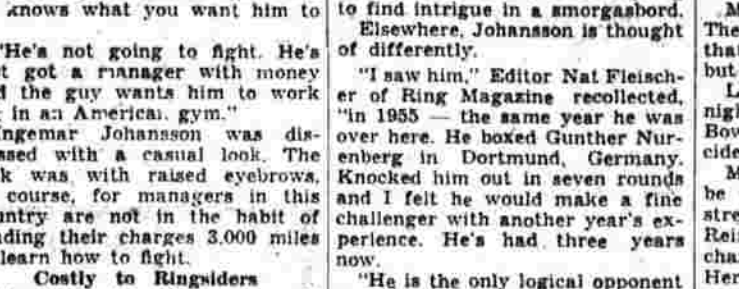 knows what you want him to
"He's not going to fight. He's
t got a manager with money
the guy wants him to work
in an American. gym."
ngemar Johansson was dis-
ssed with a casual look. The
k was with raised eyebrows,
course, for managers in this
untry are not in the habit of
ding their charges 3,000 miles
learn how to fight.
Costly to Ringsiders
to find intrigue in a smorgasbord.
Elsewhere, Johansson is thought
of differently.
"I saw him," Editor Nat Fleisch-
er of Ring Magazine recollected,
"in 1955 — the same year he was
over here. He boxed Gunther Nur-
enberg in Dortmund, Germany.
Knocked him out in seven rounds
and I felt he would make a fine
challenger with another year's ex-
perience. He's had three years
now.
"He is the only logical opponent
M
The
that
but
L
nigh
Bow
cide
M
be
stre
Rei
cha
Her